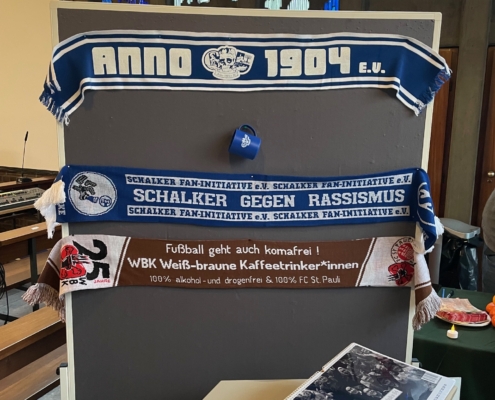 ANNO 1904 E.V.
SCHALKER FAN-INITIATIVE e.V. SCHALKER FAN-INITIATIVE e.V.
SCHALKER GEGEN RASSISMUS
SCHALKER FAN-INITIATIVE e.V. SCHALKER FAN-INITIATIVE e.V.
25
WBK
Fußball geht auch komafrei !
WBK Weiß-braune Kaffeetrinker*innen
100% alkohol- und drogenfrei & 100% FC St. Pauli